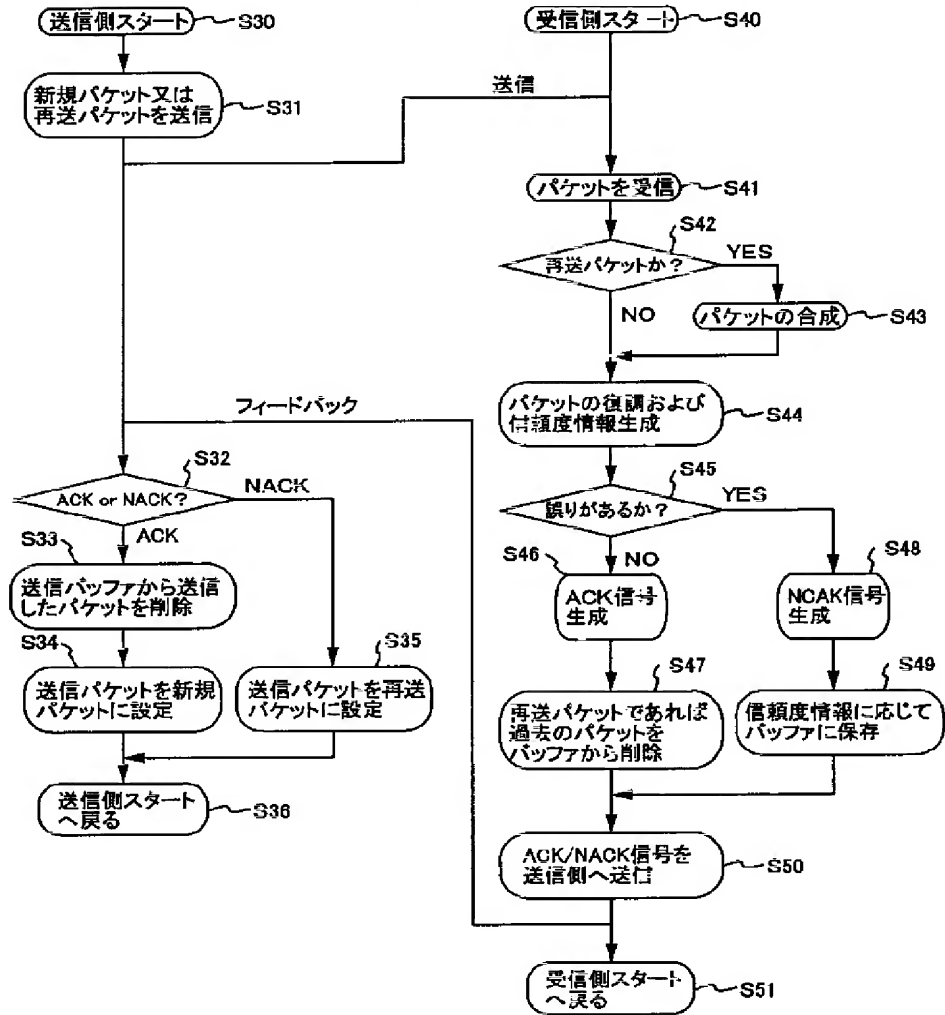 送信側スタート
S30
新規パケット又は
再送パケットを送信
S31
フィードバック
S32
ACK or NACK?
NACK
ACK
S33
送信バッファから送信
したパケットを削除
S34
送信パケットを新規
パケットに設定
S35
送信パケットを再送
パケットに設定
送信側スタート
へ戻る
S36
受信側スタート
S40
送信
パケットを受信
S41
S42
再送パケットか？
YES
NO
パケットの合成
S43
パケットの復調および
信頼度情報生成
S44
S45
誤りがあるか？
YES
NO
S46
ACK信号
生成
S48
NCAK信号
生成
S47
再送パケットであれば
過去のパケットを
バッファから削除
S49
信頼度情報に応じて
バッファに保存
ACK/NACK信号を
送信側へ送信
S50
受信側スタート
へ戻る
S51